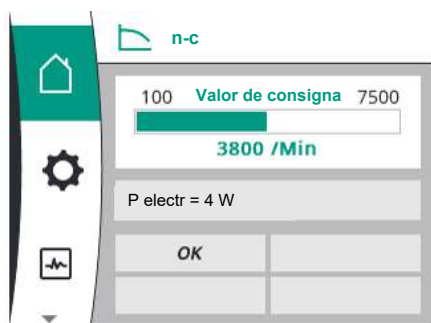 n-c
100 Valor de consigna 7500
3800 /Min
P electr = 4 W
OK